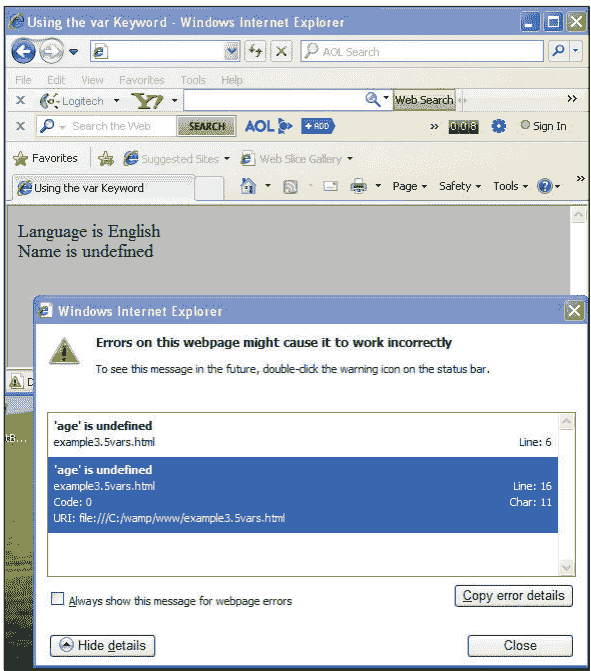 Using the var Keyword - Windows Internet Explorer
AOL Search
File Edit View Favorites Tools Help
X Logitech Y! Web Search »
X Search the Web SEARCH AOL + ADD » 0:0:8 Sign In
Favorites Suggested Sites Web Slice Gallery
Using the var Keyword Page Safety Tools »
Language is English
Name is undefined
Windows Internet Explorer
Errors on this webpage might cause it to work incorrectly
To see this message in the future, double-click the warning icon on the status bar.
D
'age' is undefined
example3.5vars.html Line: 6
tB...
'age' is undefined
example3.5vars.html Line: 16
Code: 0 Char: 11
URI: file:///C:/wamp/www/example3.5vars.html
Always show this message for webpage errors
Copy error details
Hide details Close